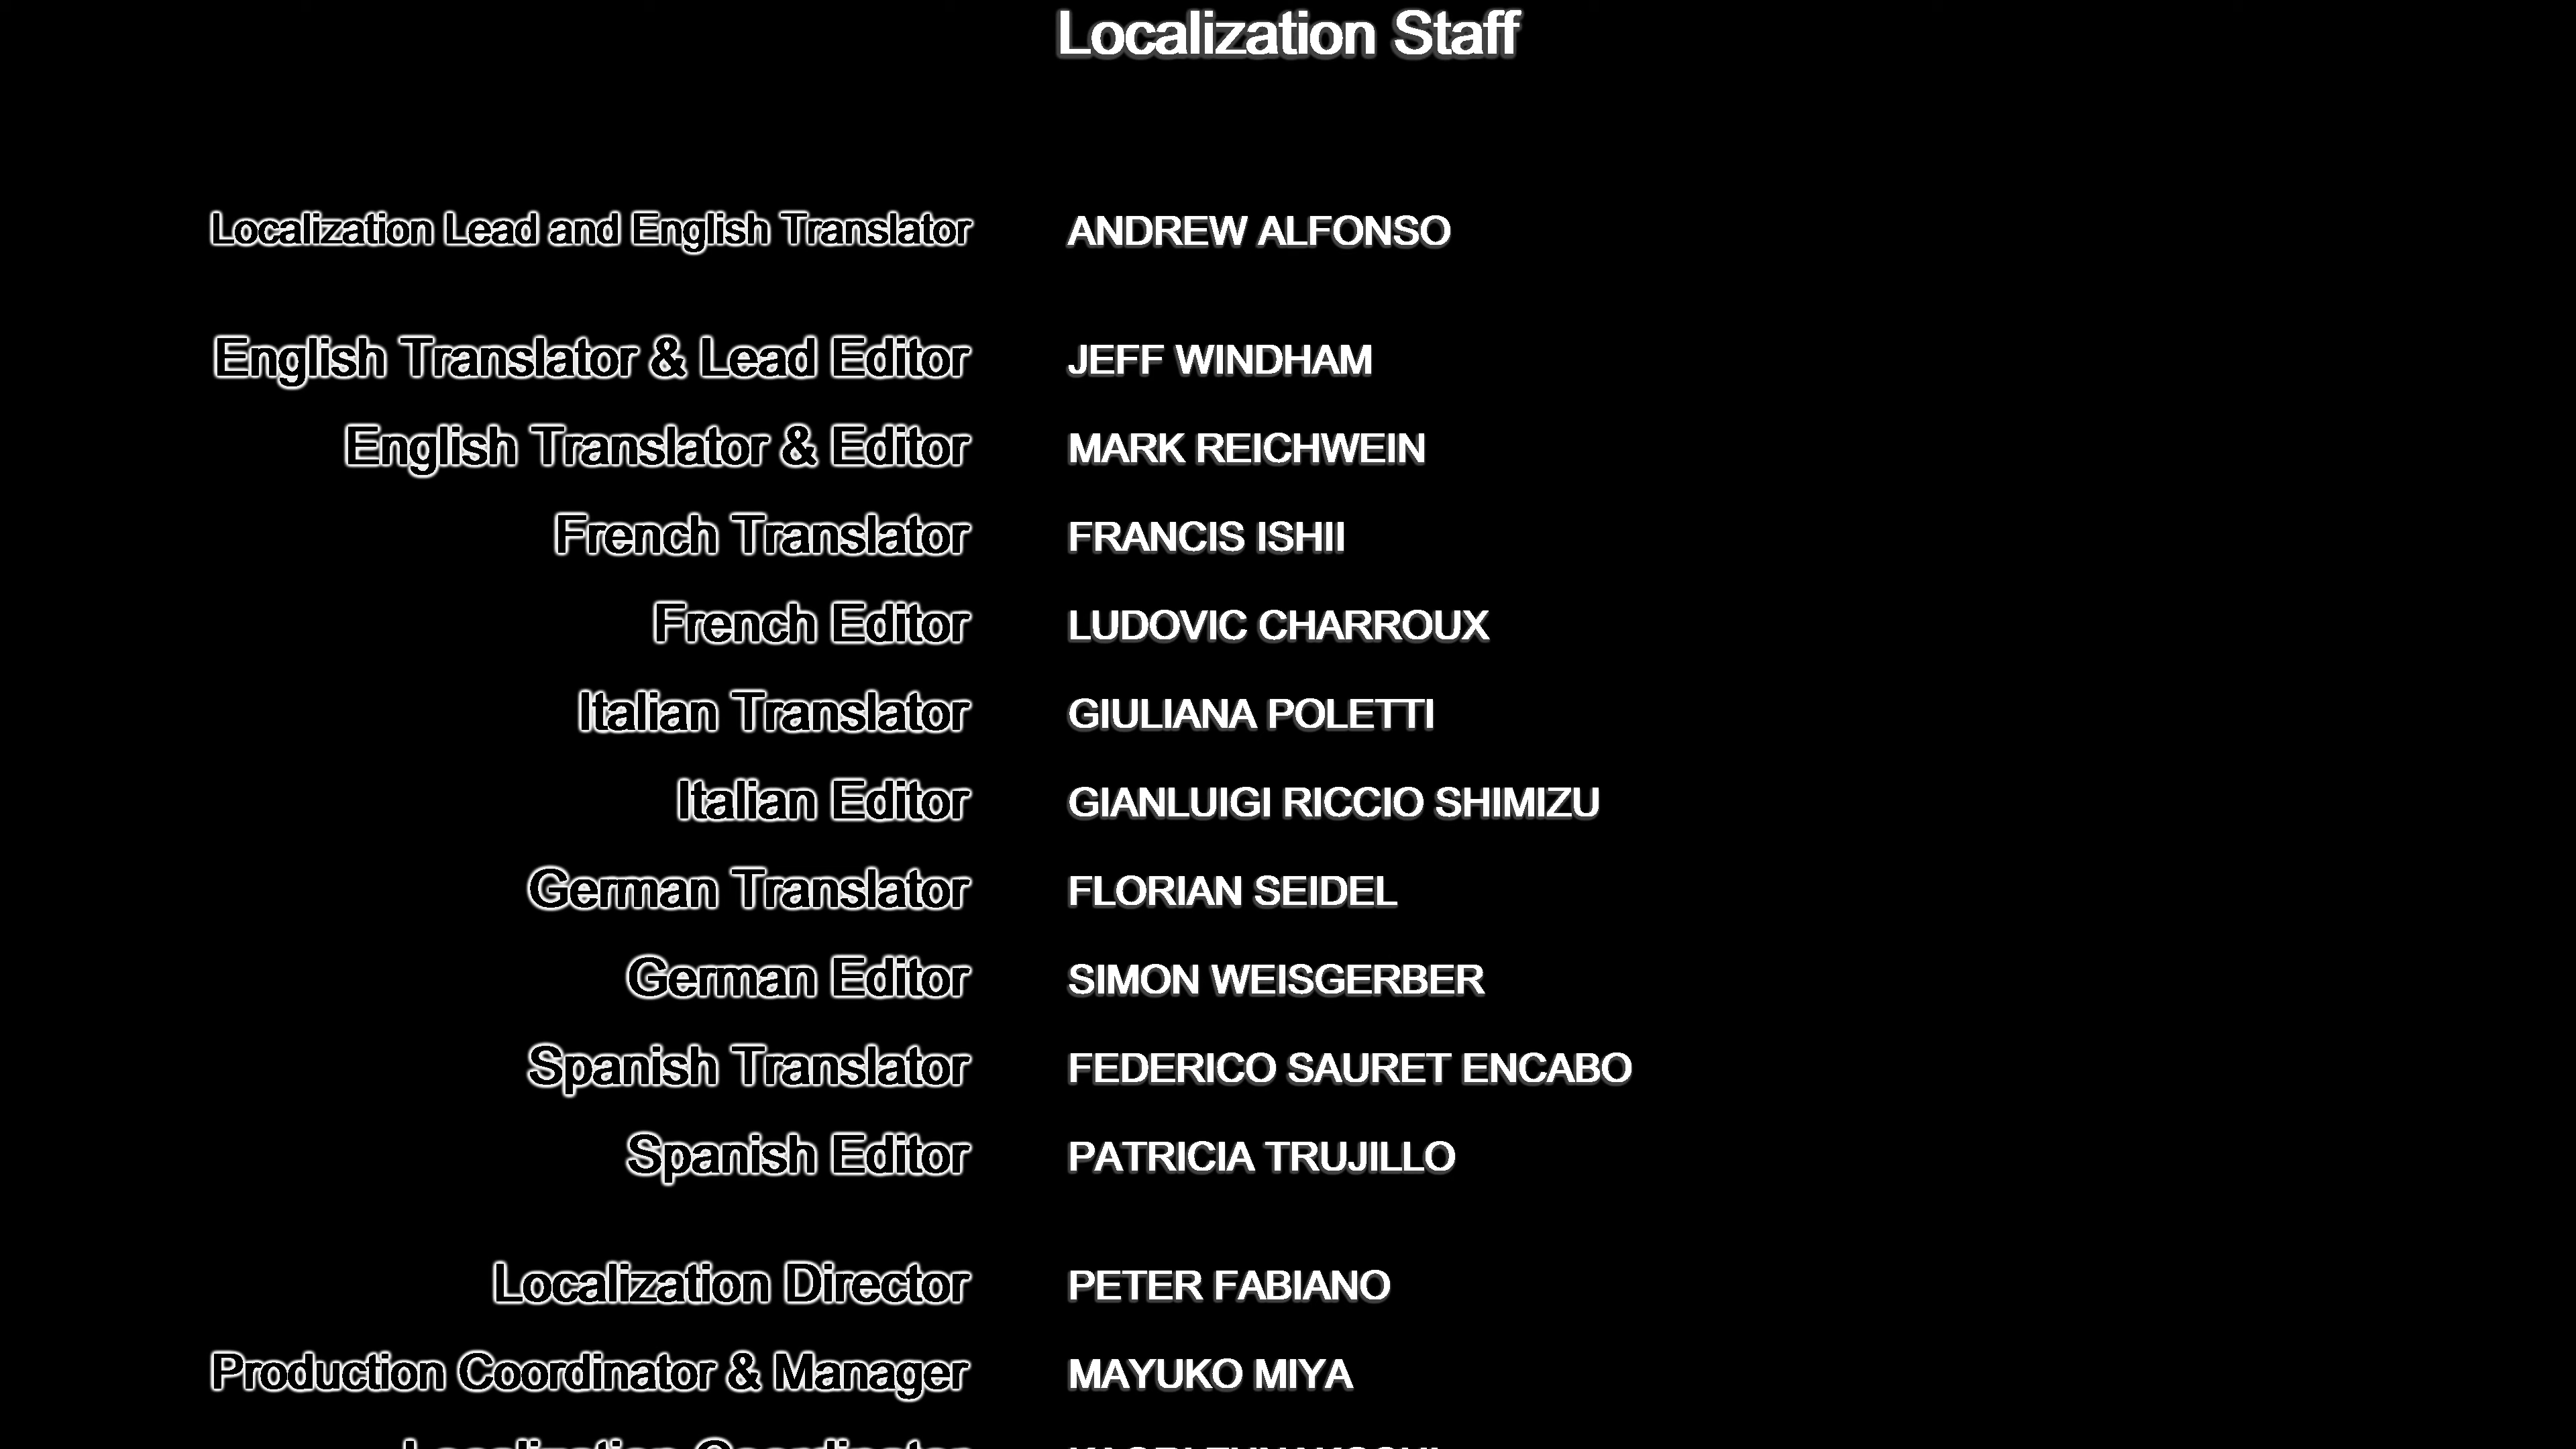 Localization Staff
Localization Lead and English Translator ANDREW ALFONSO
English Translator & Lead Editor JEFF WINDHAM
English Translator & Editor MARK REICHWEIN
French Translator FRANCIS ISHII
French Editor LUDOVIC CHARROUX
Italian Translator GIULIANA POLETTI
Italian Editor GIANLUIGI RICCIO SHIMIZU
German Translator FLORIAN SEIDEL
German Editor SIMON WEISGERBER
Spanish Translator FEDERICO SAURET ENCABO
Spanish Editor PATRICIA TRUJILLO
Localization Director PETER FABIANO
Production Coordinator & Manager MAYUKO MIYA
Localization Coordinator